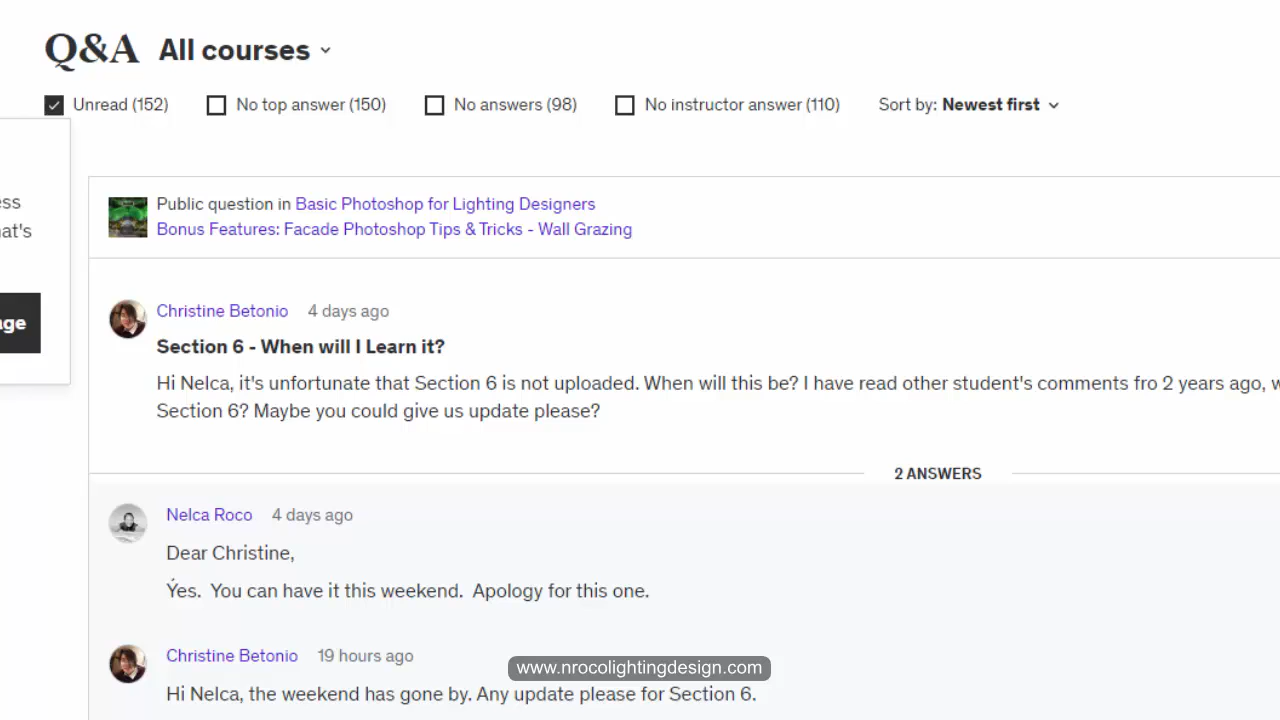 Q&A All courses
Unread (152) No top answer (150) No answers (98) No instructor answer (110) Sort by: Newest first
ess
Public question in Basic Photoshop for Lighting Designers
hat's
Bonus Features: Facade Photoshop Tips & Tricks - Wall Grazing
Christine Betonio 4 days ago
age
Section 6 - When will I Learn it?
Hi Nelca, it's unfortunate that Section 6 is not uploaded. When will this be? I have read other student's comments fro 2 years ago, w
Section 6? Maybe you could give us update please?
2 ANSWERS
Nelca Roco 4 days ago
Dear Christine,
Ýes. You can have it this weekend. Apology for this one.
Christine Betonio 19 hours ago
www.nrocolightingdesign.com
Hi Nelca, the weekend has gone by. Any update please for Section 6.